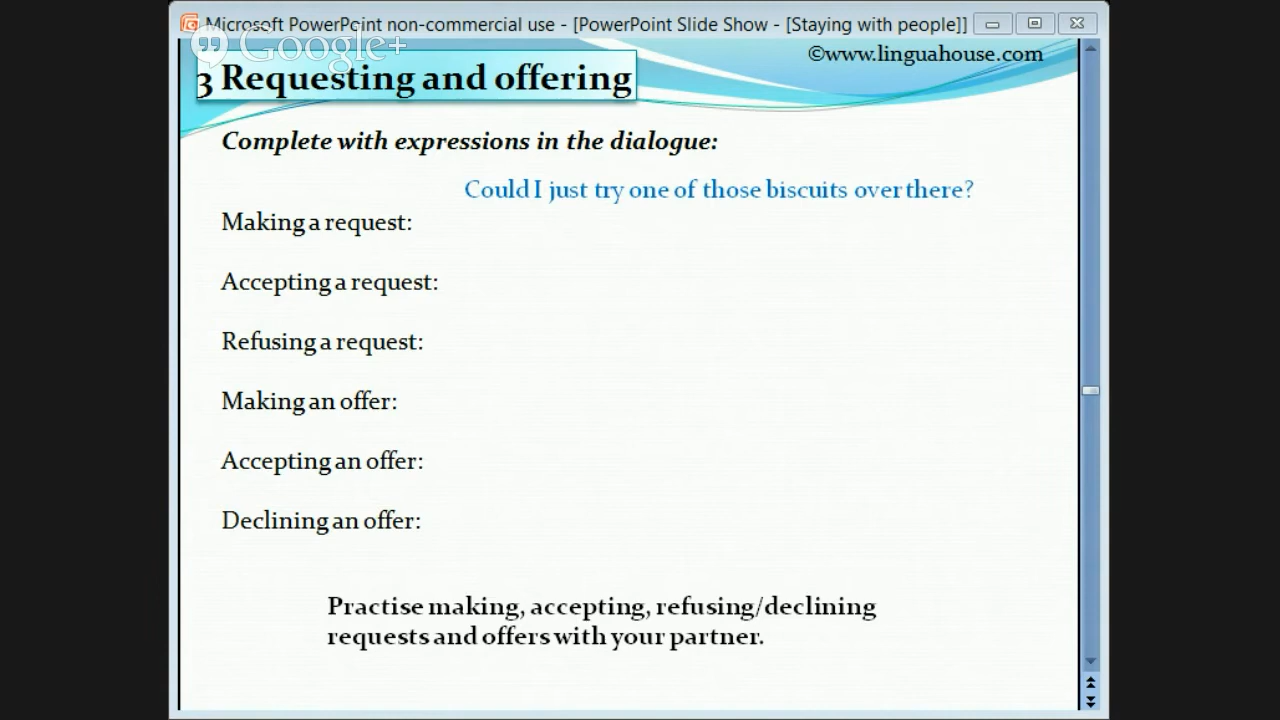 Microsoft PowerPoint non-commercial use - [PowerPoint Slide Show - [Staying with people]]
Google+
©www.linguahouse.com
3 Requesting and offering
Complete with expressions in the dialogue:
Could I just try one of those biscuits over there?
Making a request:
Accepting a request:
Refusing a request:
Making an offer:
Accepting an offer:
Declining an offer:
Practise making, accepting, refusing/declining
requests and offers with your partner.